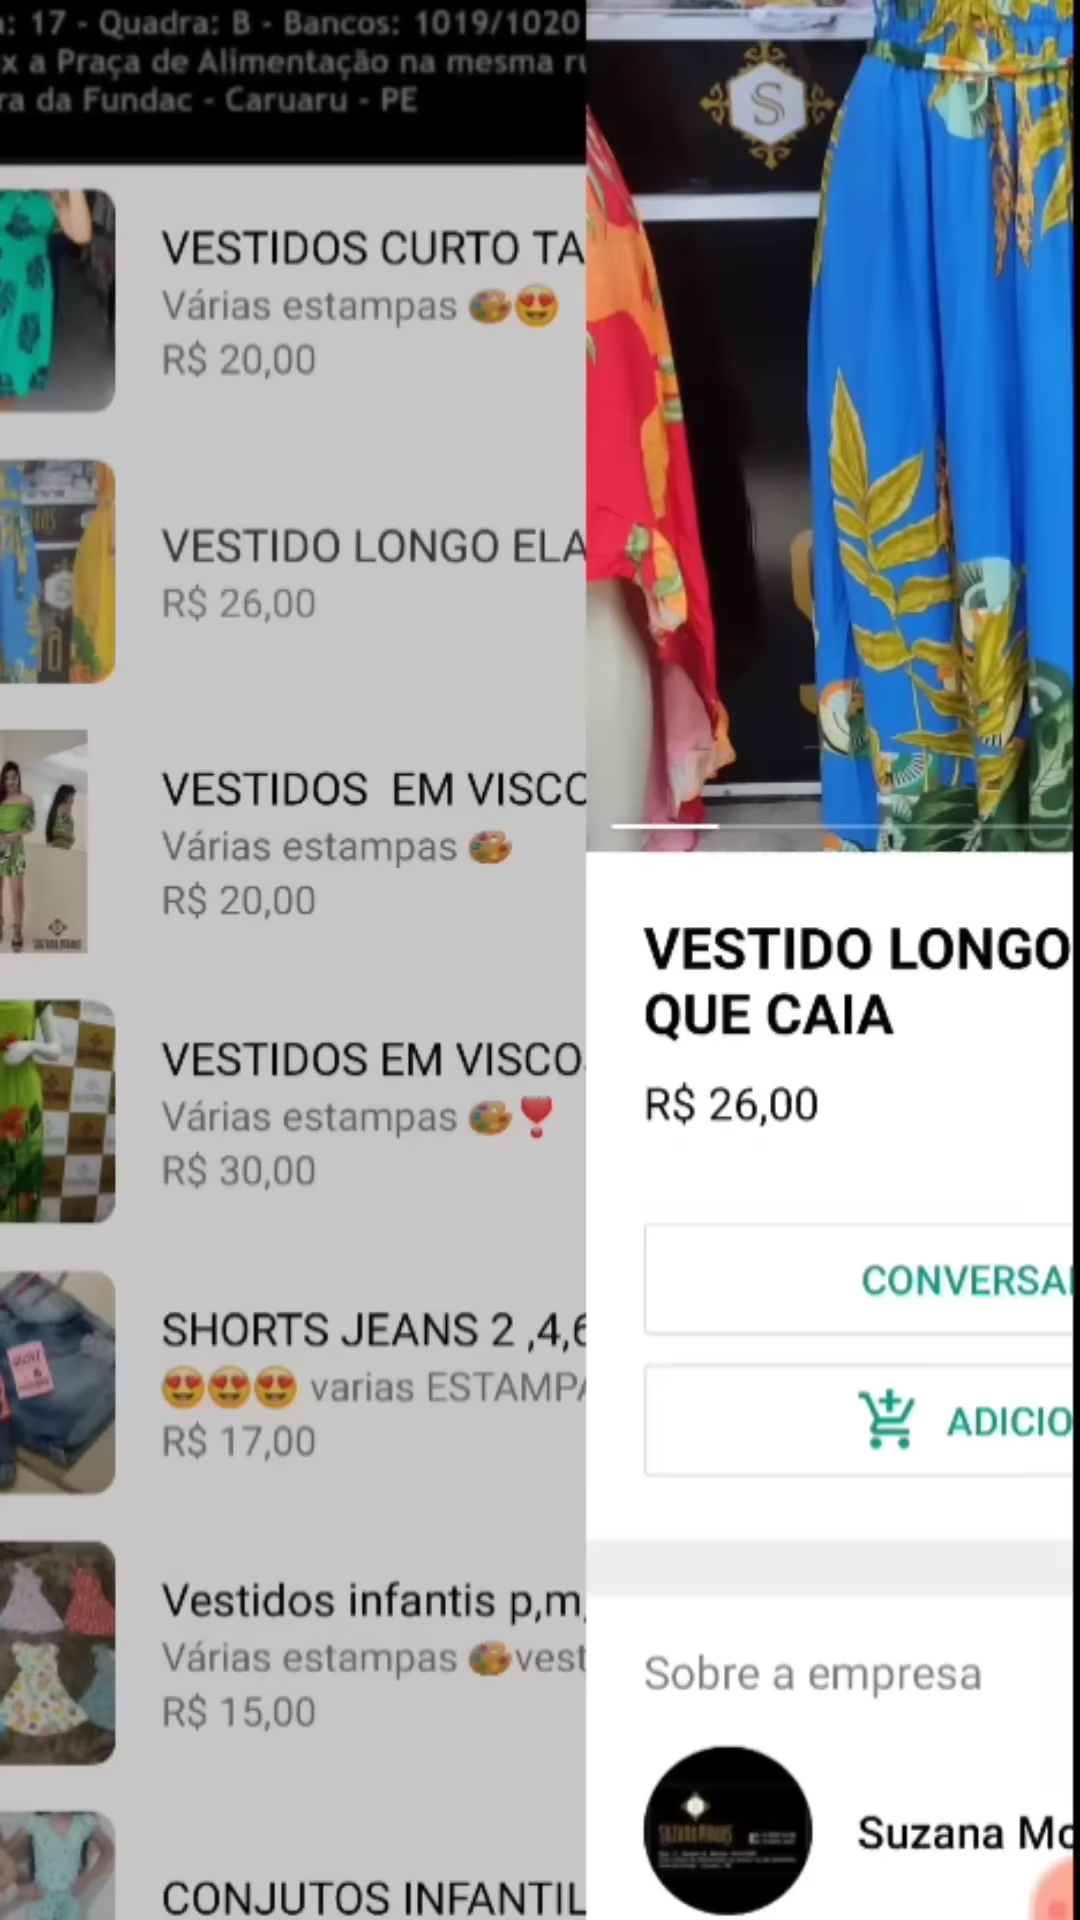 : 17 - Quadra: B - Bancos: 1019/1020
x a Praça de Alimentação na mesma
ra da Fundac - Caruaru - PE
VESTIDOS CURTO TA
Várias estampas 🎨😍
R$ 20,00
VESTIDO LONGO ELA
R$ 26,00
VESTIDOS EM VISCO
Várias estampas 🎨
R$ 20,00
VESTIDOS EM VISCO
Várias estampas 🎨❣️
R$ 30,00
SHORTS JEANS 2 ,4,6
😍😍😍 varias ESTAMPA
R$ 17,00
Vestidos infantis p,m,
Várias estampas 🎨vest
R$ 15,00
CONJUTOS INFANTIL
S
VESTIDO LONGO
QUE CAIA
R$ 26,00
CONVERSA
ADICIO
Sobre a empresa
Suzana Mo